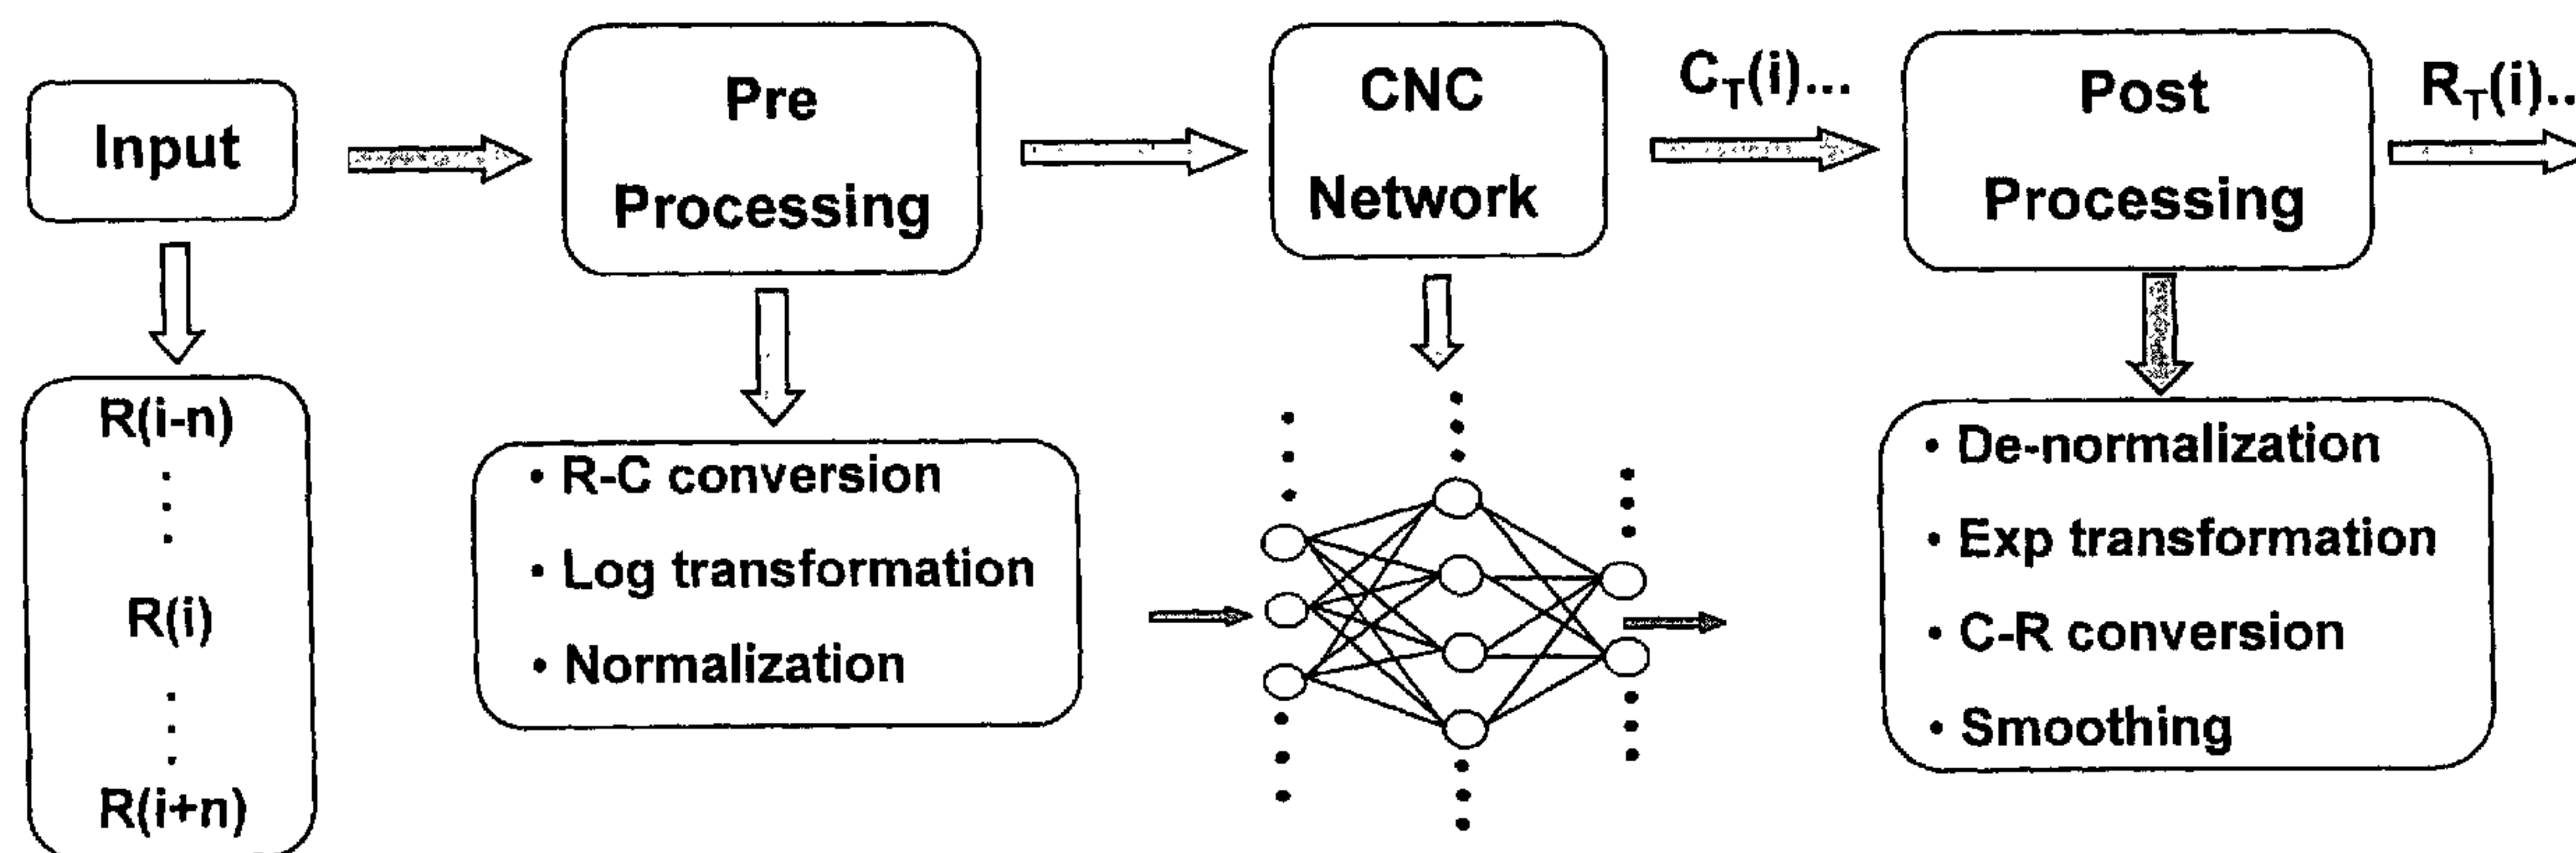 Input
Pre
Processing
CNC
Network
C_T(i)...
Post
Processing
R_T(i)..
R(i-n)
R(i)
R(i+n)
• R-C conversion
• Log transformation
• Normalization
• De-normalization
• Exp transformation
• C-R conversion
• Smoothing